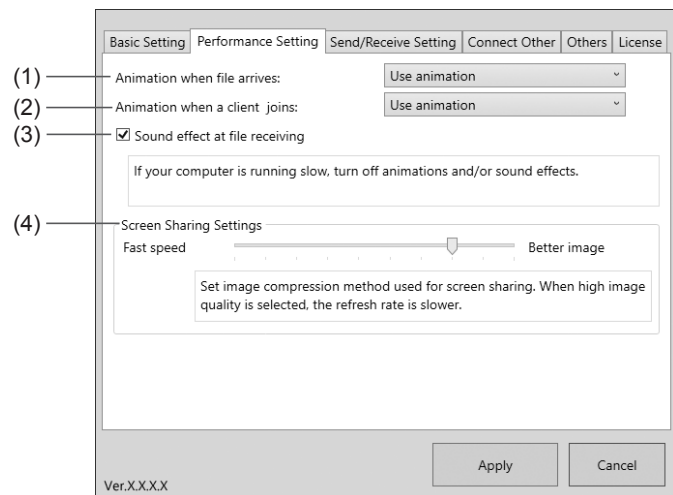 Basic Setting Performance Setting Send/Receive Setting Connect Other Others License
(1) Animation when file arrives: Use animation
(2) Animation when a client joins: Use animation
(3) Sound effect at file receiving
If your computer is running slow, turn off animations and/or sound effects.
(4) Screen Sharing Settings
Fast speed Better image
Set image compression method used for screen sharing. When high image
quality is selected, the refresh rate is slower.
Apply Cancel
Ver.X.X.X.X